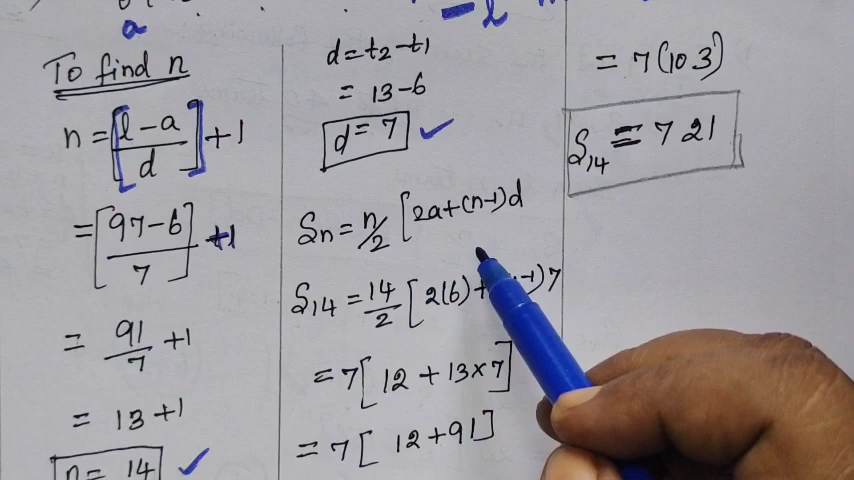 a
- l
To find n
n = [l - a / d] + 1
= [97 - 6 / 7] + 1
= 91/7 + 1
= 13 + 1
n = 14 ✓
d = t2 - t1
= 13 - 6
d = 7 ✓
Sn = n/2 [2a + (n-1)d
S14 = 14/2 [2(6) + -1)7
= 7[12 + 13 × 7]
= 7[12 + 91]
= 7(103)
S14 = 721